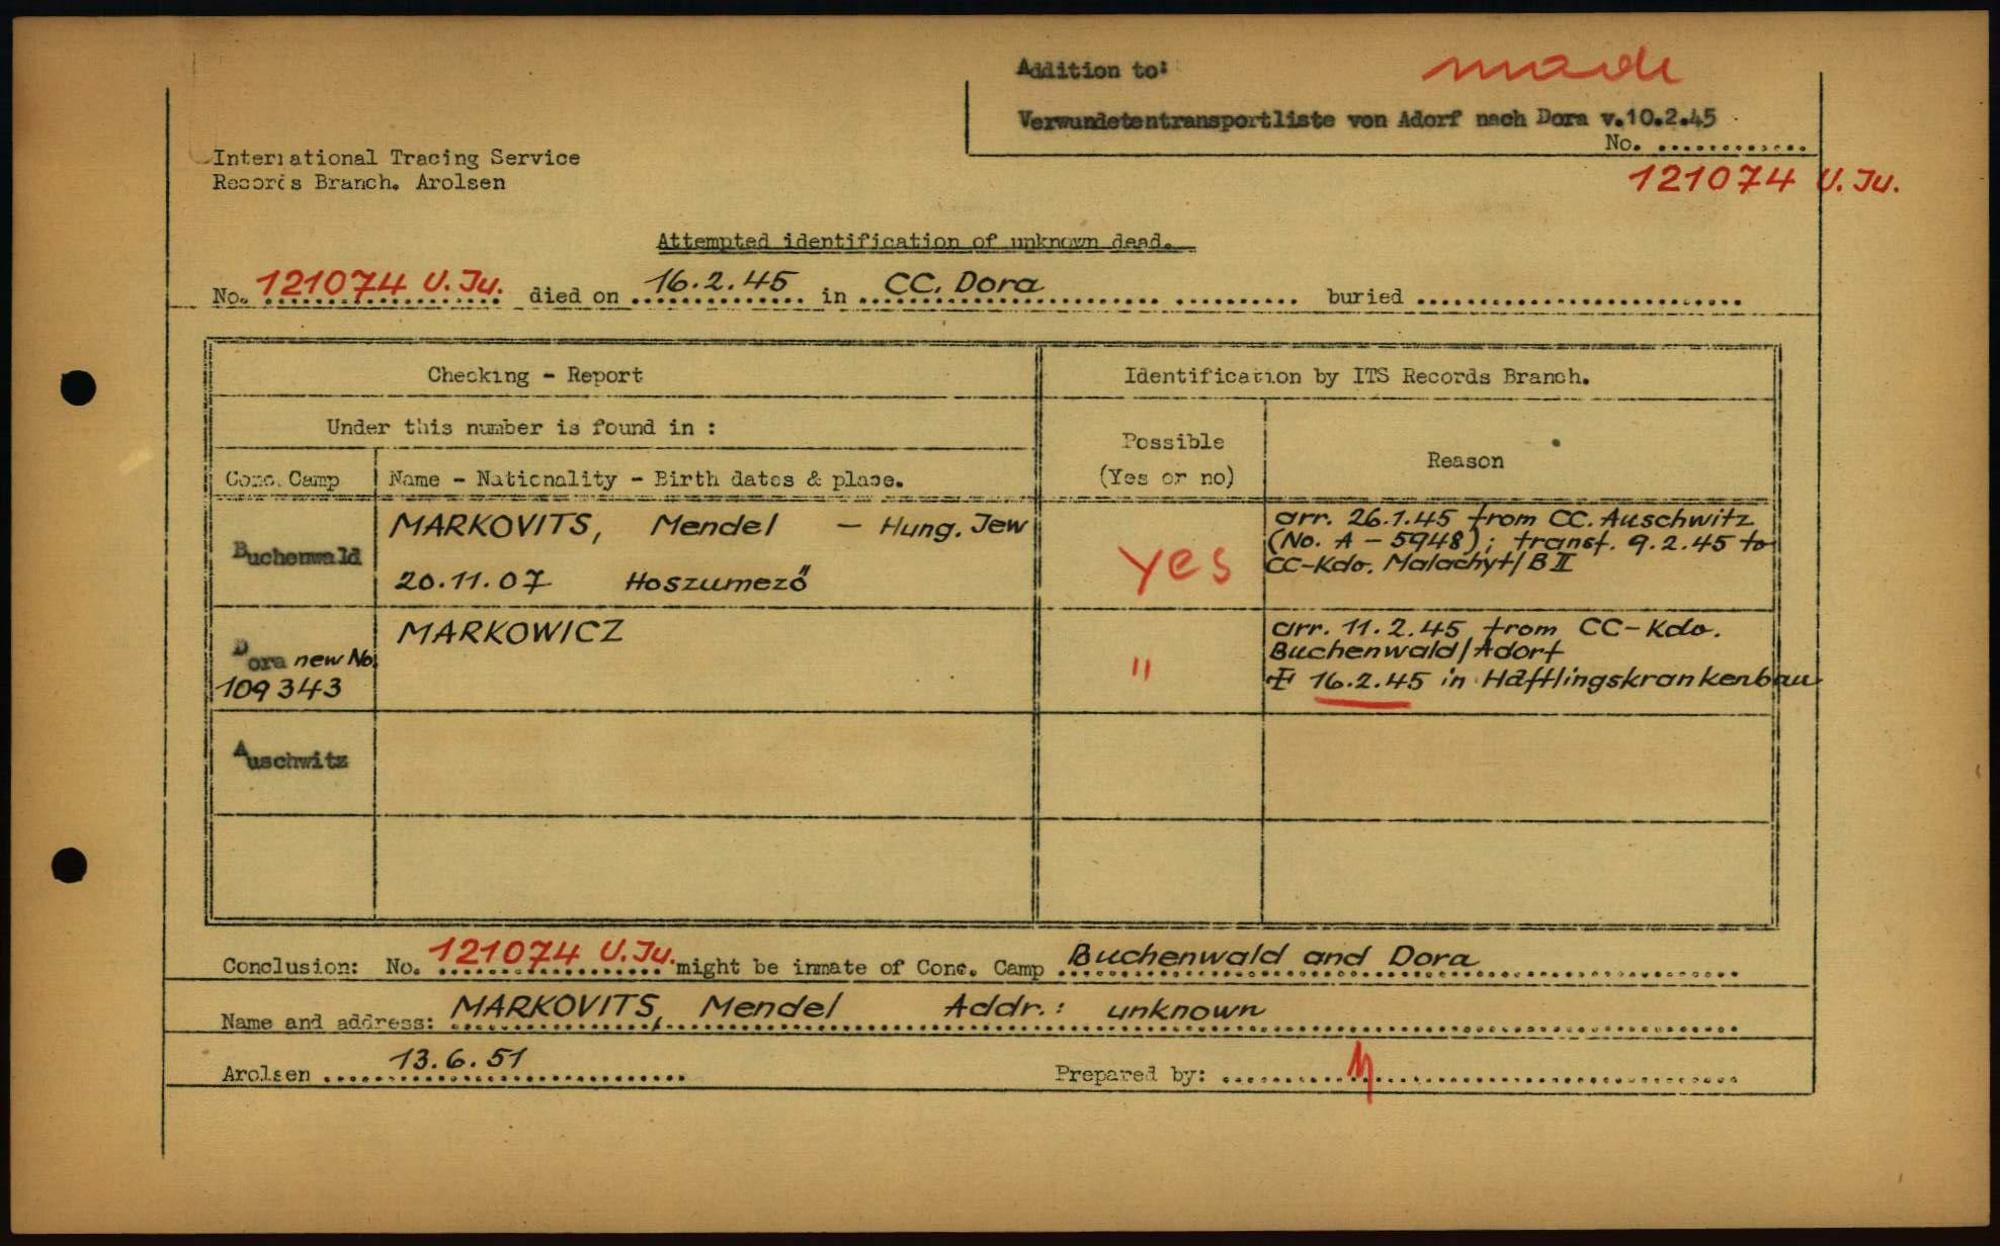 Addition to: made
Verwundetentransportliste von Adorf nach Dora v.10.2.45
No. ............
121074 U. Ju.
International Tracing Service
Records Branch. Arolsen
Attempted identification of unknown dead.
No. 121074 U. Ju. died on 16.2.45 in CC. Dora buried
Checking - Report
Identification by ITS Records Branch.
Under this number is found in :
Possible
(Yes or no)
Reason
Conc. Camp
Name - Nationality - Birth dates & place.
Buchenwald
MARKOVITS, Mendel — Hung. Jew
20.11.07 Hoszumező
yes
arr. 26.1.45 from CC. Auschwitz
(No. A - 5948); transf. 9.2.45 to
CC-Kdo. Malachyt/B II
Dora new No.
109343
MARKOWICZ
"
arr. 11.2.45 from CC-Kdo.
Buchenwald/Adorf
16.2.45 in Häftlingskrankenbau
Auschwitz
Conclusion: No. 121074 U. Ju. might be inmate of Conc. Camp Buchenwald and Dora
Name and address: MARKOVITS, Mendel Addr.: unknown
Arolsen 13.6.51
Prepared by: